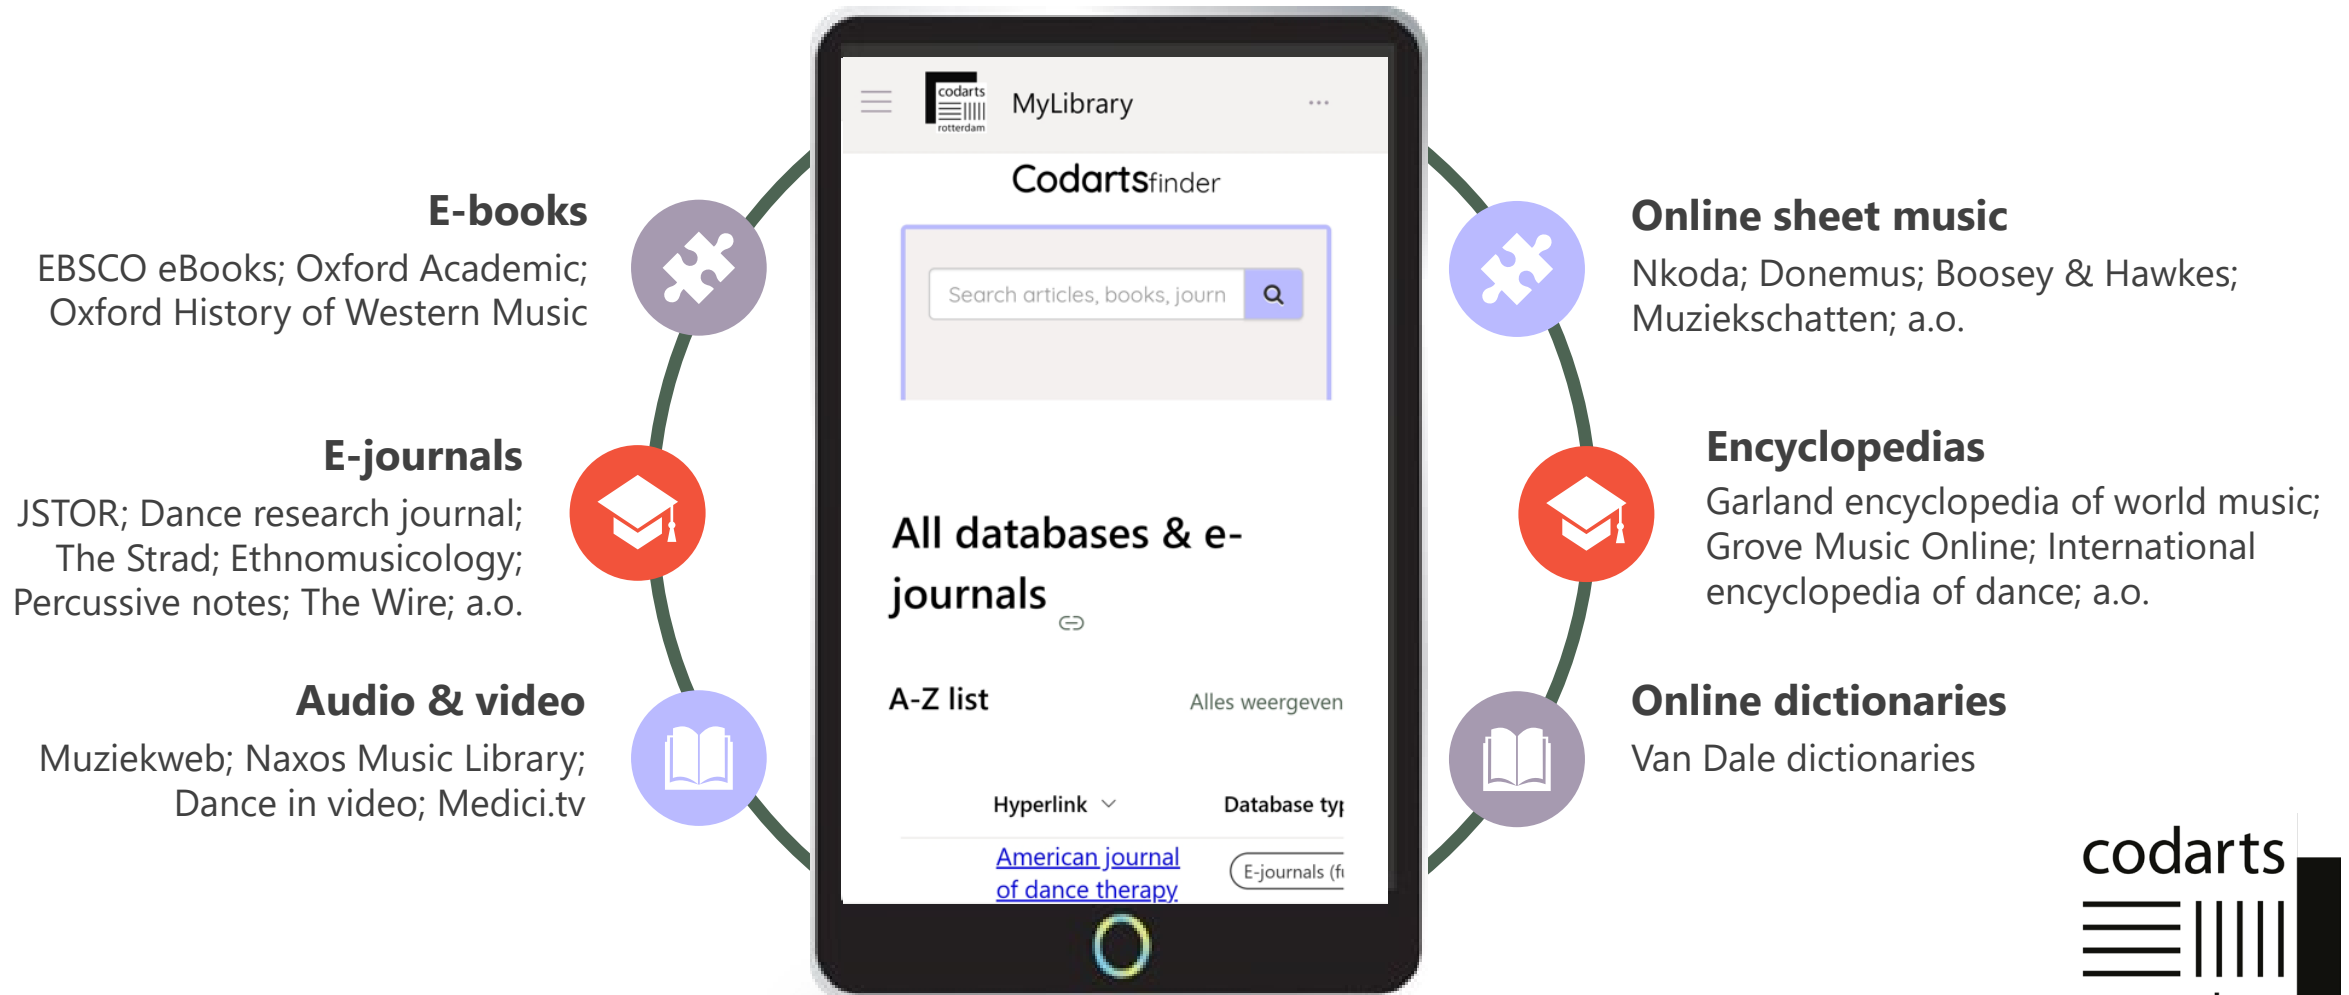 E-books
EBSCO eBooks; Oxford Academic;
Oxford History of Western Music
E-journals
JSTOR; Dance research journal;
The Strad; Ethnomusicology;
Percussive notes; The Wire; a.o.
Audio & video
Muziekweb; Naxos Music Library;
Dance in video; Medici.tv
codarts
rotterdam
MyLibrary
...
Codartsfinder
Search articles, books, journ
All databases & e-
journals
A-Z list
Alles weergeven
Hyperlink
Database typ
American journal
of dance therapy
E-journals (fu
Online sheet music
Nkoda; Donemus; Boosey & Hawkes;
Muziekschatten; a.o.
Encyclopedias
Garland encyclopedia of world music;
Grove Music Online; International
encyclopedia of dance; a.o.
Online dictionaries
Van Dale dictionaries
codarts